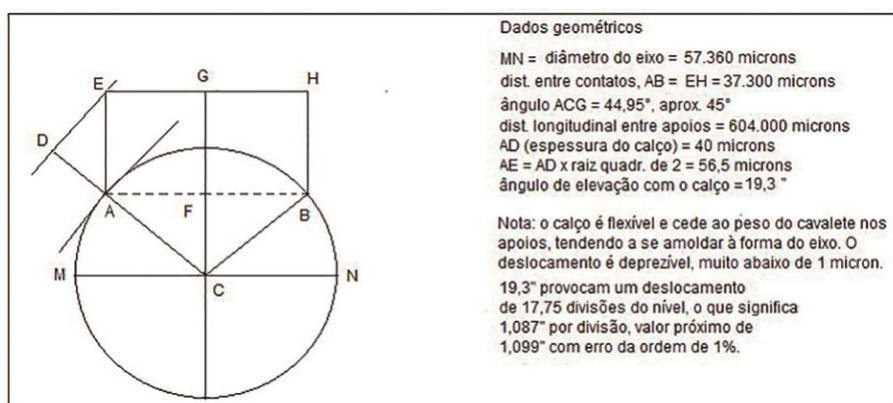 Dados geométricos
MN = diâmetro do eixo = 57.360 microns
dist. entre contatos, AB = EH = 37.300 microns
ângulo ACG = 44,95°, aprox. 45°
dist. longitudinal entre apoios = 604.000 microns
AD (espessura do calço) = 40 microns
AE = AD x raiz quadr. de 2 = 56,5 microns
ângulo de elevação com o calço = 19,3 "
Nota: o calço é flexível e cede ao peso do cavalete nos
apoios, tendendo a se amoldar à forma do eixo. O
deslocamento é deprezível, muito abaixo de 1 micron.
19,3" provocam um deslocamento
de 17,75 divisões do nível, o que significa
1,087" por divisão, valor próximo de
1,099" com erro da ordem de 1%.
E
G
H
D
A
F
B
M
C
N